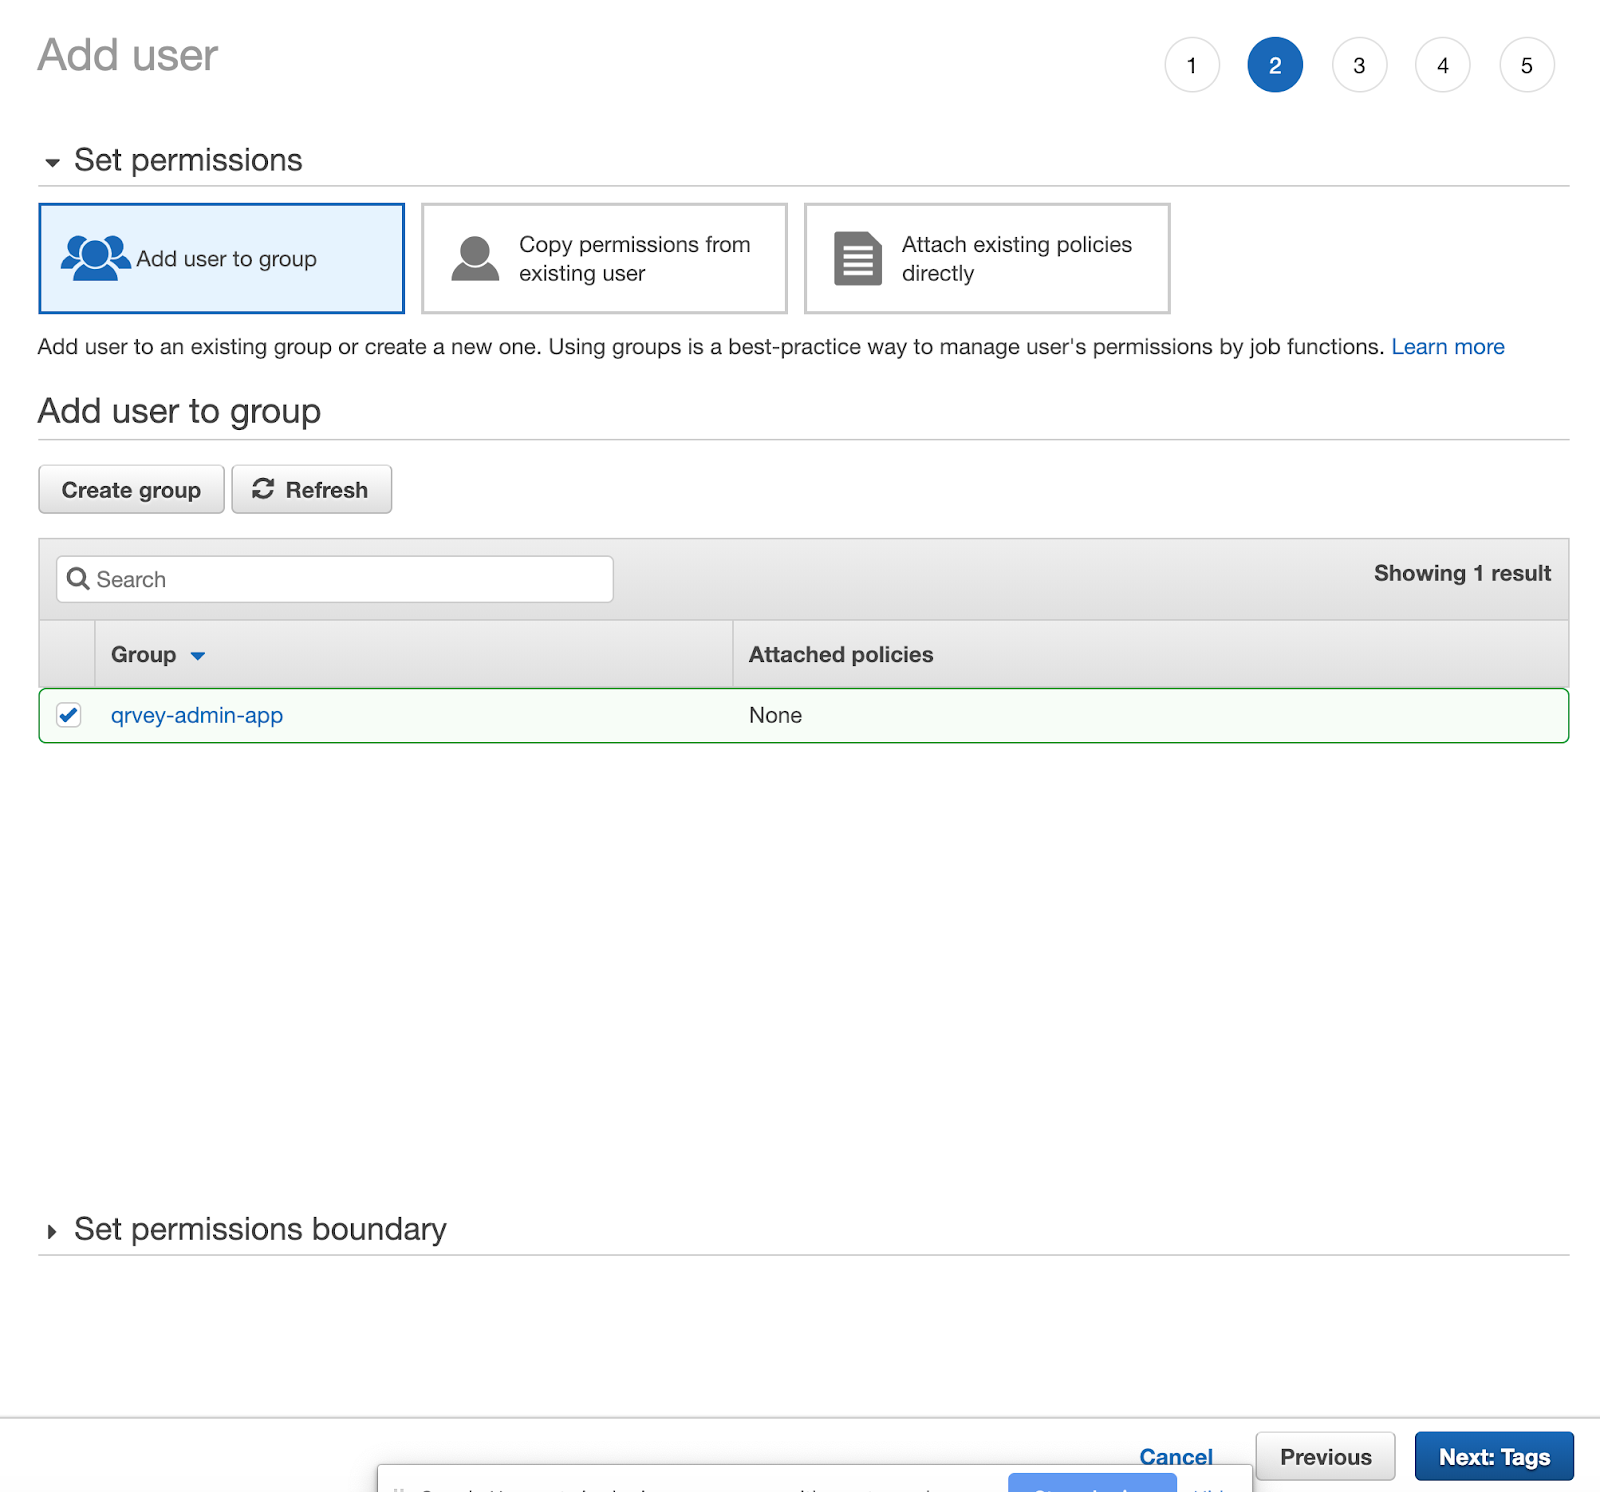 Add user
1 2 3 4 5
Set permissions
Add user to group
Copy permissions from
existing user
Attach existing policies
directly
Add user to an existing group or create a new one. Using groups is a best-practice way to manage user's permissions by job functions. Learn more
Add user to group
Create group Refresh
Search
Showing 1 result
Group Attached policies
qrvey-admin-app None
Set permissions boundary
Cancel Previous Next: Tags